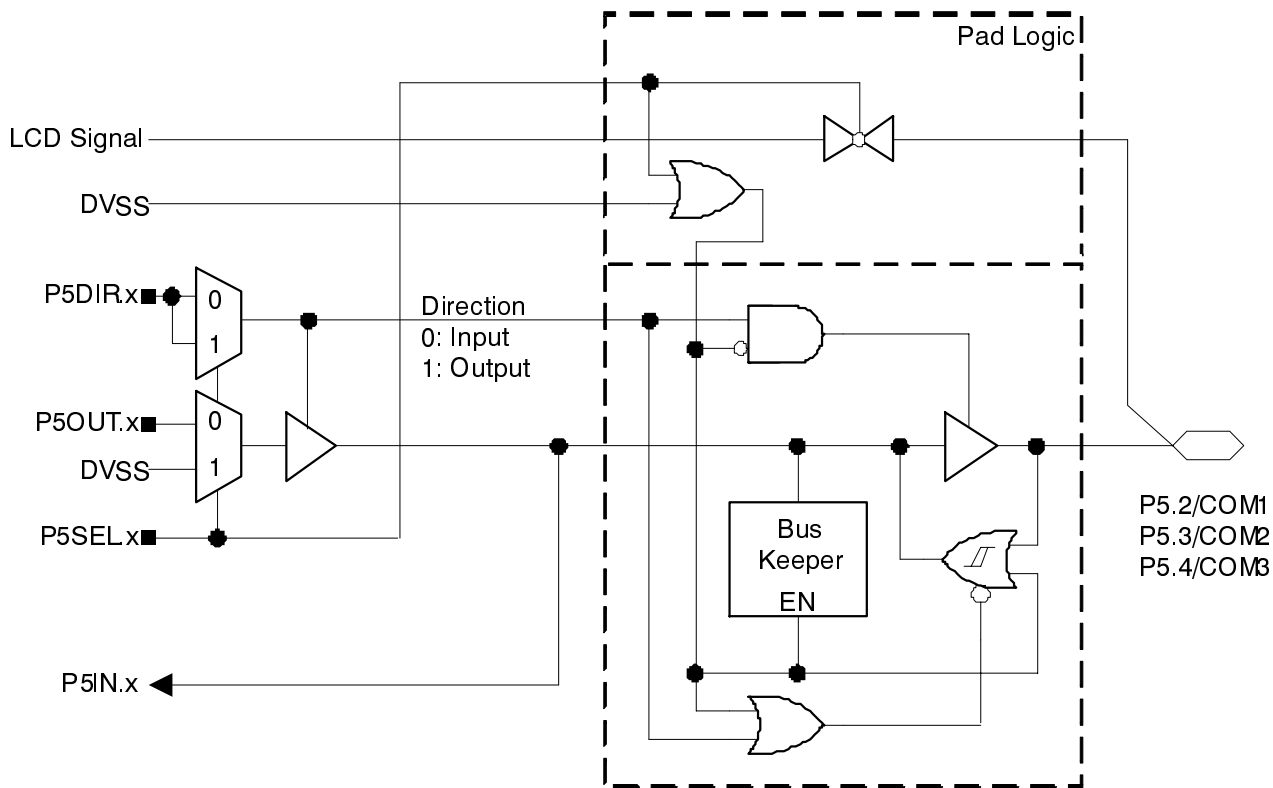 Pad Logic
LCD Signal
DVSS
P5DIR.x
0
1
Direction
0: Input
1: Output
P5OUT.x
0
DVSS
1
P5SEL.x
Bus
Keeper
EN
P5.2/COM1
P5.3/COM2
P5.4/COM3
P5IN.x